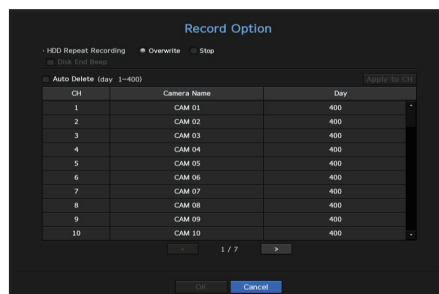 Record Option
· HDD Repeat Recording Overwrite Stop
Disk End Beep
Auto Delete (day 1~400) Apply to CH
CH Camera Name Day
1 CAM 01 400
2 CAM 02 400
3 CAM 03 400
4 CAM 04 400
5 CAM 05 400
6 CAM 06 400
7 CAM 07 400
8 CAM 08 400
9 CAM 09 400
10 CAM 10 400
< 1 / 7 >
OK Cancel